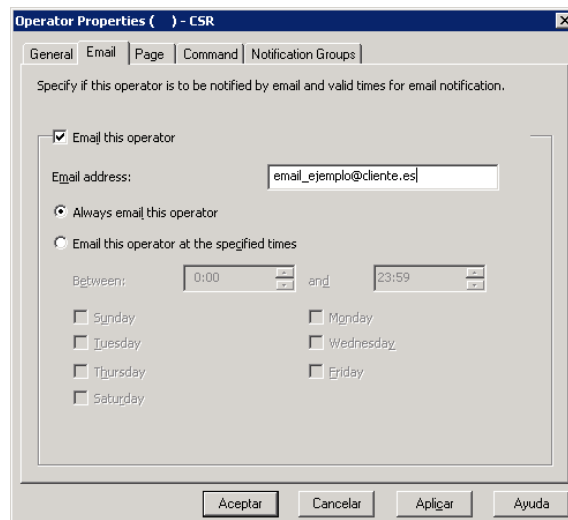 Operator Properties ( ) - CSR
General Email Page Command Notification Groups
Specify if this operator is to be notified by email and valid times for email notification.
Email this operator
Email address: email_ejemplo@cliente.es
Always email this operator
Email this operator at the specified times
Between: 0:00 and 23:59
Sunday Monday
Tuesday Wednesday
Thursday Friday
Saturday
Aceptar Cancelar Aplicar Ayuda